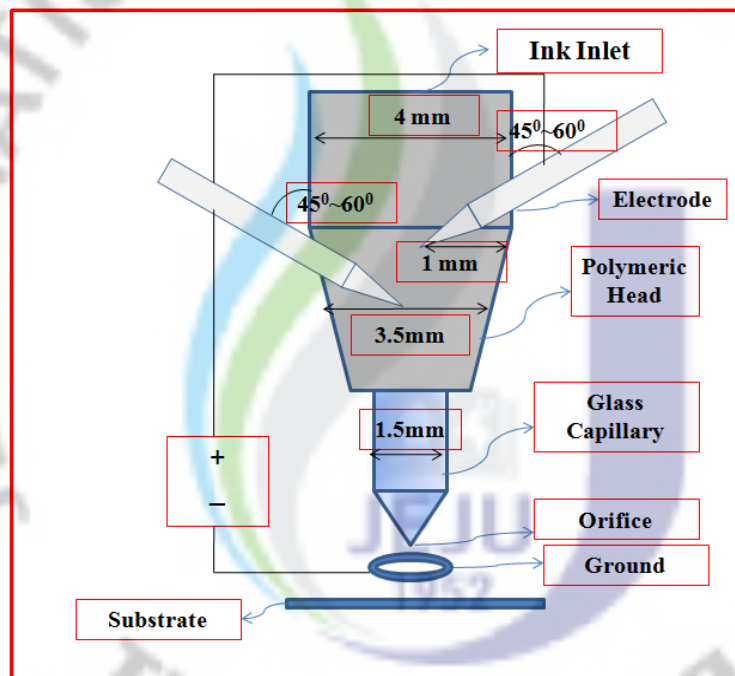 Ink Inlet
4 mm
45⁰~60⁰
45⁰~60⁰
Electrode
1 mm
Polymeric
Head
3.5mm
Glass
Capillary
1.5mm
+
−
Orifice
JEJU
Ground
1952
Substrate